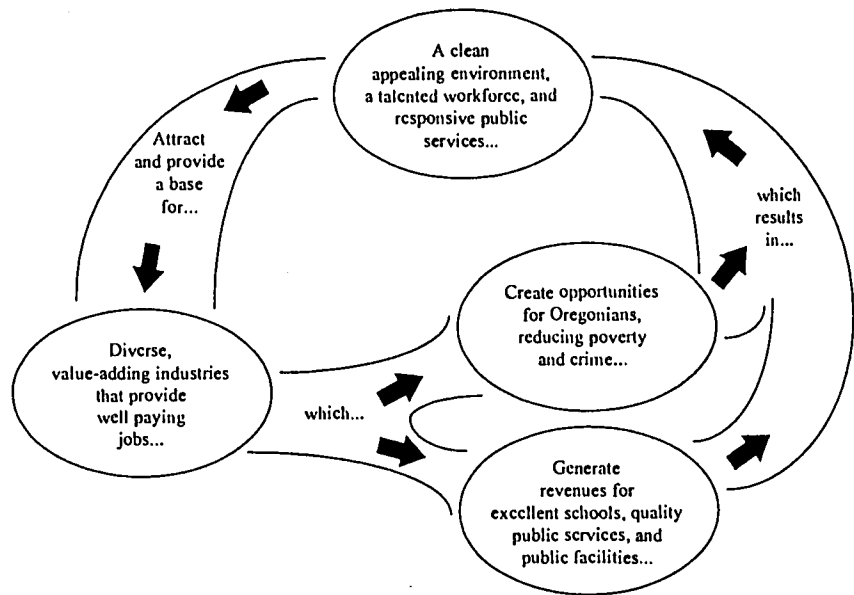 A clean
appealing environment,
a talented workforce, and
responsive public
services...
Attract
and provide
a base
for...
Diverse,
value-adding industries
that provide
well paying
jobs...
which...
Create opportunities
for Oregonians,
reducing poverty
and crime...
Generate
revenues for
excellent schools, quality
public services, and
public facilities...
which
results
in...